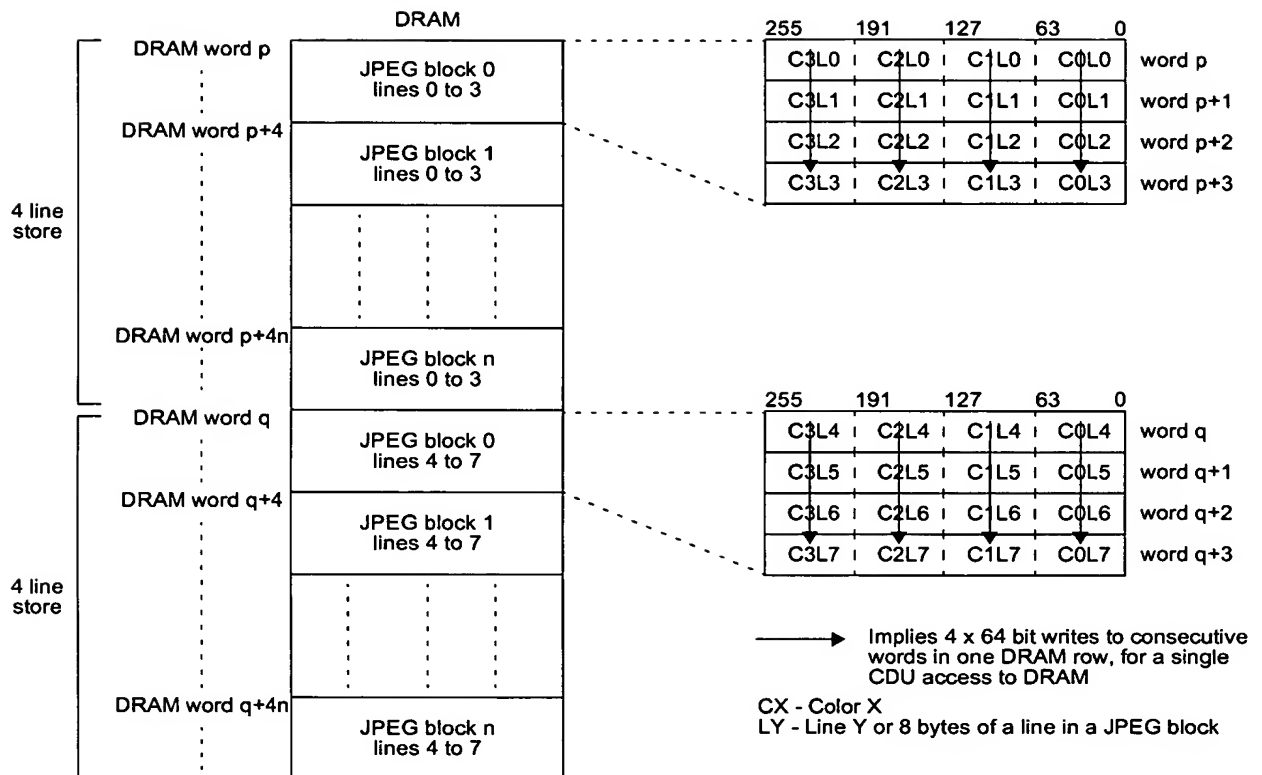 DRAM
DRAM word p
JPEG block 0
lines 0 to 3
DRAM word p+4
JPEG block 1
lines 0 to 3
4 line
store
DRAM word p+4n
JPEG block n
lines 0 to 3
DRAM word q
JPEG block 0
lines 4 to 7
DRAM word q+4
JPEG block 1
lines 4 to 7
4 line
store
DRAM word q+4n
JPEG block n
lines 4 to 7
255 191 127 63 0
C3L0 C2L0 C1L0 C0L0 word p
C3L1 C2L1 C1L1 C0L1 word p+1
C3L2 C2L2 C1L2 C0L2 word p+2
C3L3 C2L3 C1L3 C0L3 word p+3
255 191 127 63 0
C3L4 C2L4 C1L4 C0L4 word q
C3L5 C2L5 C1L5 C0L5 word q+1
C3L6 C2L6 C1L6 C0L6 word q+2
C3L7 C2L7 C1L7 C0L7 word q+3
Implies 4 x 64 bit writes to consecutive
words in one DRAM row, for a single
CDU access to DRAM
CX - Color X
LY - Line Y or 8 bytes of a line in a JPEG block